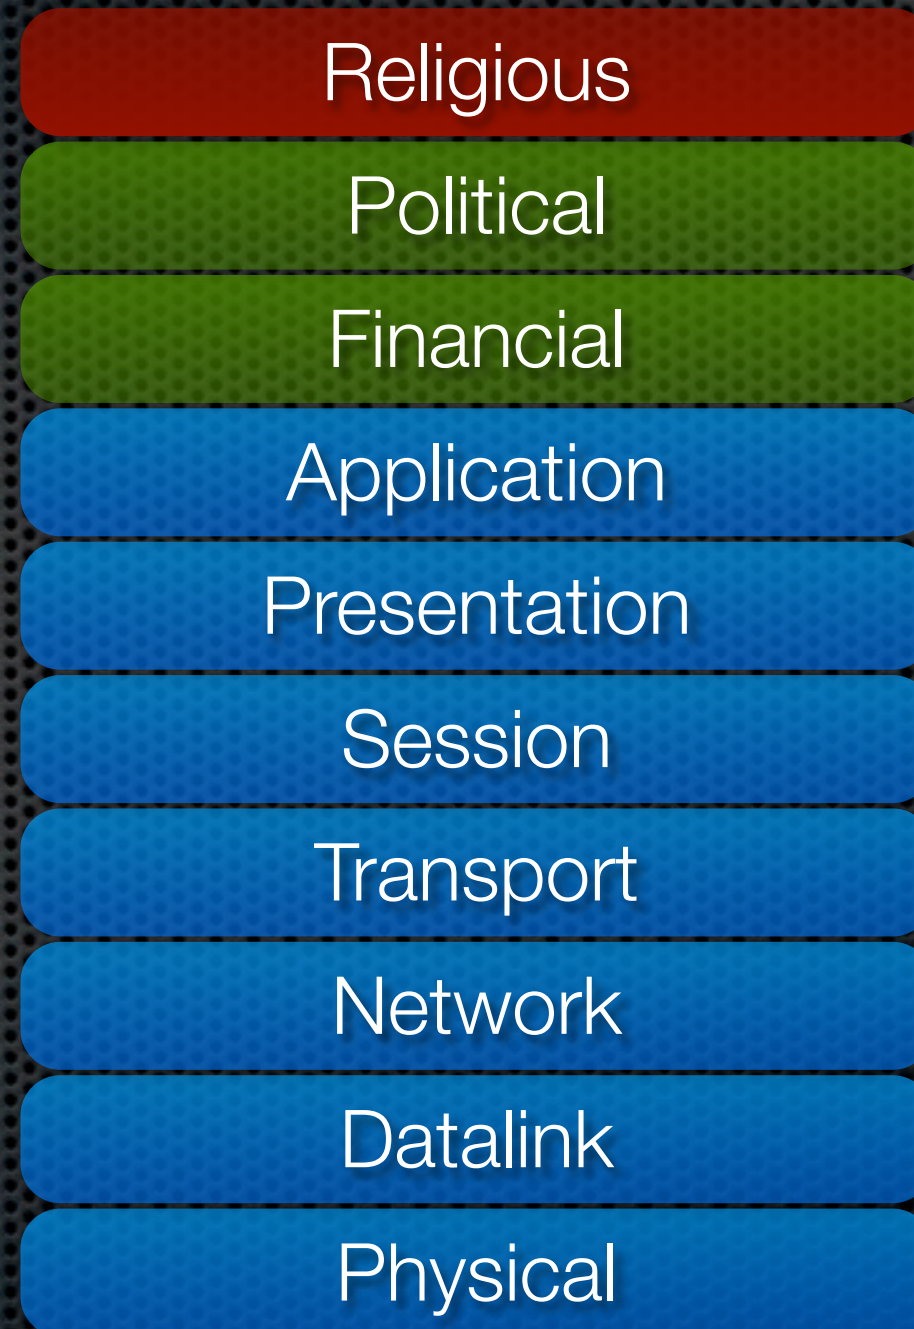 Religious
Political
Financial
Application
Presentation
Session
Transport
Network
Datalink
Physical